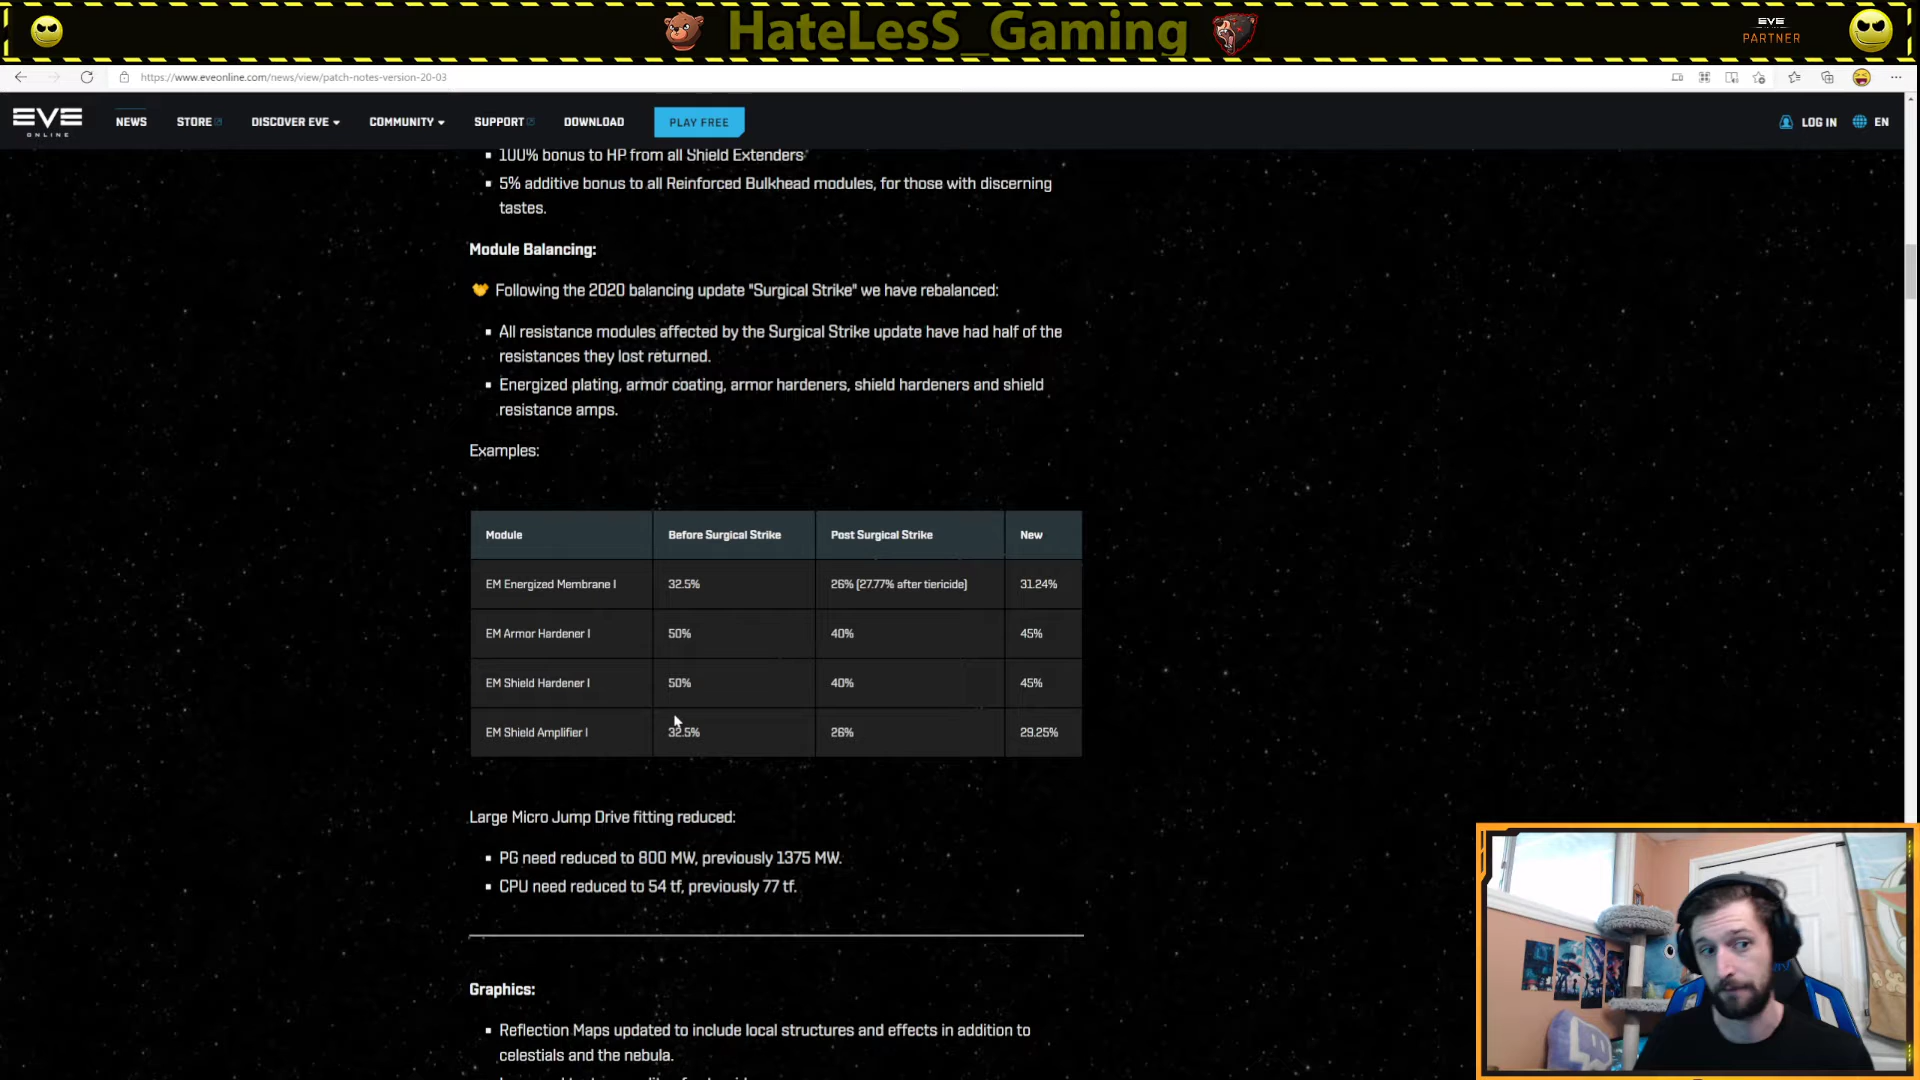 HateLesS_Gaming
EVE
PARTNER
https://www.eveonline.com/news/view/patch-notes-version-20-03
EVE
ONLINE
NEWS STORE DISCOVER EVE COMMUNITY SUPPORT DOWNLOAD PLAY FREE LOG IN EN
100% bonus to HP from all Shield Extenders
5% additive bonus to all Reinforced Bulkhead modules, for those with discerning
tastes.
Module Balancing:
Following the 2020 balancing update "Surgical Strike" we have rebalanced:
All resistance modules affected by the Surgical Strike update have had half of the
resistances they lost returned.
Energized plating, armor coating, armor hardeners, shield hardeners and shield
resistance amps.
Examples:
Module Before Surgical Strike Post Surgical Strike New
EM Energized Membrane I 32.5% 26% (27.77% after tiericide) 31.24%
EM Armor Hardener I 50% 40% 45%
EM Shield Hardener I 50% 40% 45%
EM Shield Amplifier I 32.5% 26% 29.25%
Large Micro Jump Drive fitting reduced:
PG need reduced to 800 MW, previously 1375 MW.
CPU need reduced to 54 tf, previously 77 tf.
Graphics:
Reflection Maps updated to include local structures and effects in addition to
celestials and the nebula.